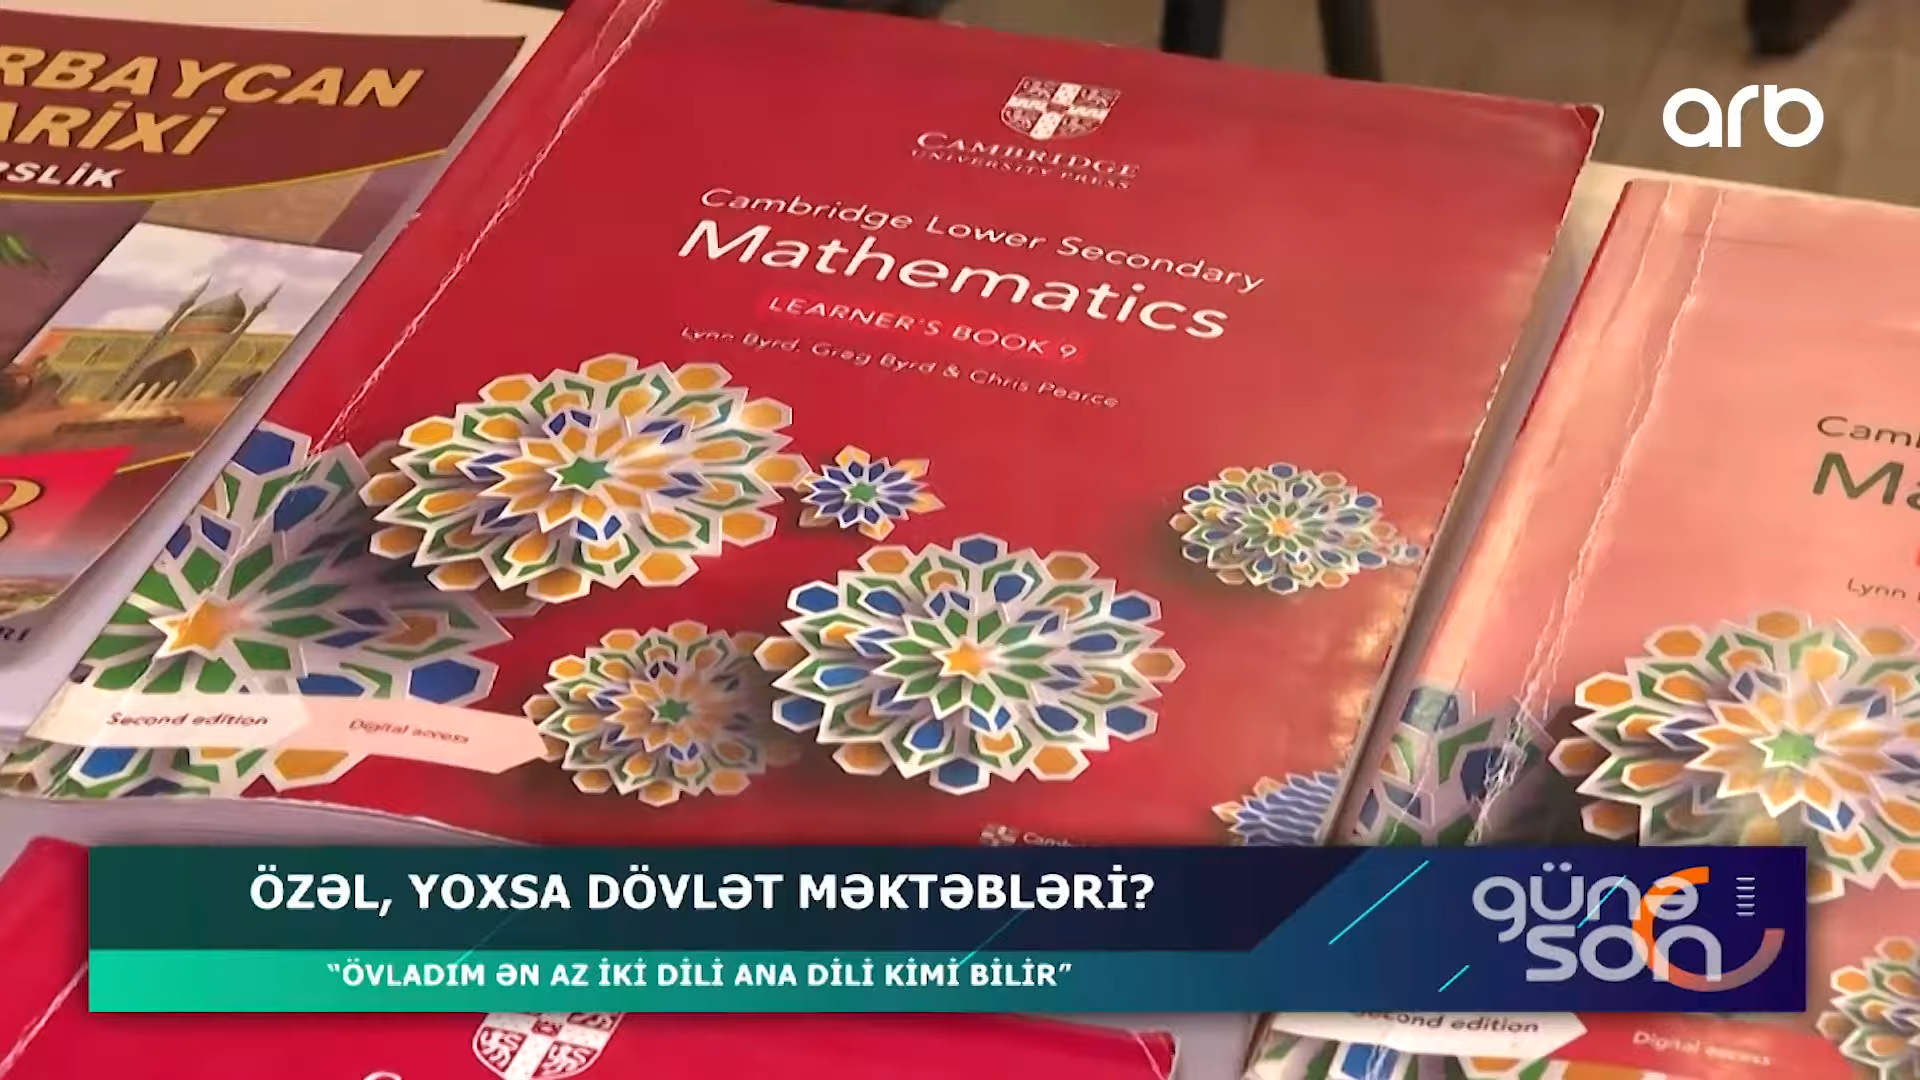 RBAYCAN
ARİXİ
RSLİK
arb
CAMBRIDGE
UNIVERSITY PRESS
Cambridge Lower Secondary
Mathematics
LEARNER'S BOOK 9
Lynn Byrd, Greg Byrd & Chris Pearce
Camb
Ma
Lynn
Second edition
Digital access
ÖZƏL, YOXSA DÖVLƏT MƏKTƏBLƏRİ?
"ÖVLADIM ƏN AZ İKİ DİLİ ANA DİLİ KİMİ BİLİR"
günə
son
Second edition
Digital access